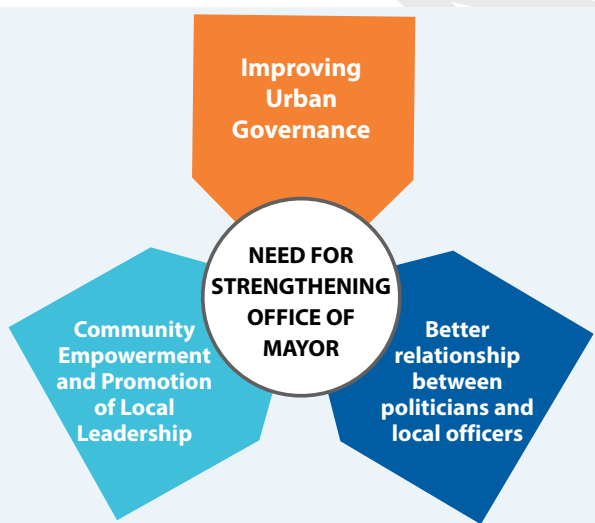 Improving
Urban
Governance
NEED FOR
STRENGTHENING
OFFICE OF
MAYOR
Community
Empowerment
and Promotion
of Local
Leadership
Better
relationship
between
politicians and
local officers